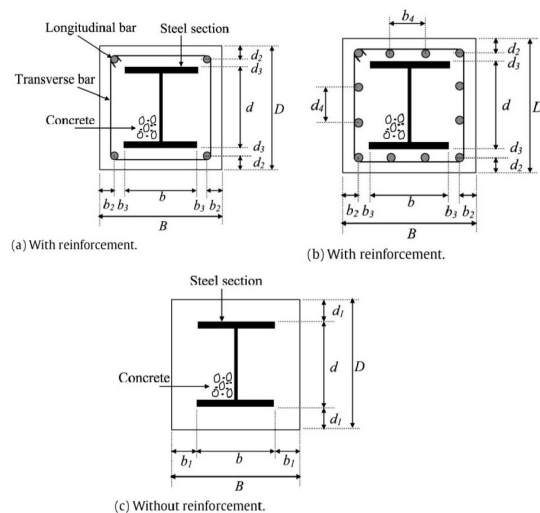 Longitudinal bar
Steel section
Transverse bar
Concrete
d2
d3
d
D
d3
d2
b2 b3 b b3 b2
B
(a) With reinforcement.
b4
d2
d3
d4
d
D
d3
d2
b2 b3 b b3 b2
B
(b) With reinforcement.
Steel section
Concrete
d1
d
D
d1
b1 b b1
B
(c) Without reinforcement.